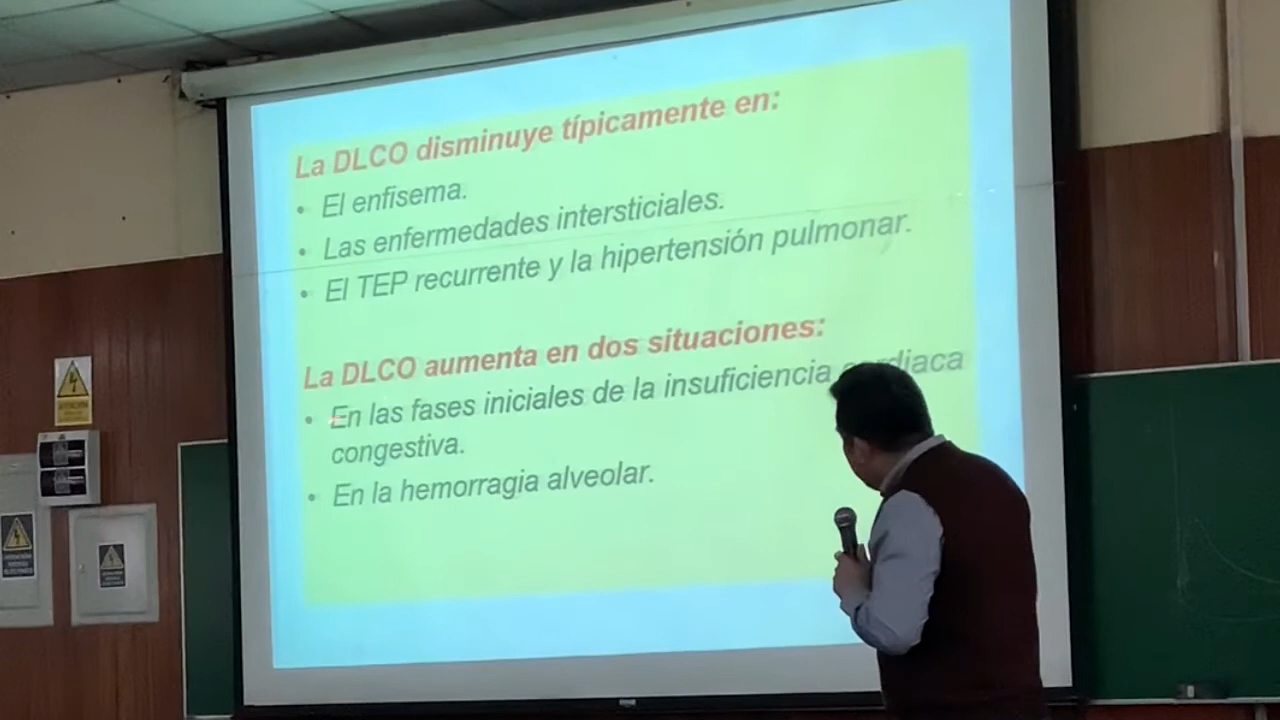 La DLCO disminuye típicamente en:
• El enfisema.
• Las enfermedades intersticiales.
• El TEP recurrente y la hipertensión pulmonar.
La DLCO aumenta en dos situaciones:
• En las fases iniciales de la insuficiencia cardiaca
congestiva.
• En la hemorragia alveolar.